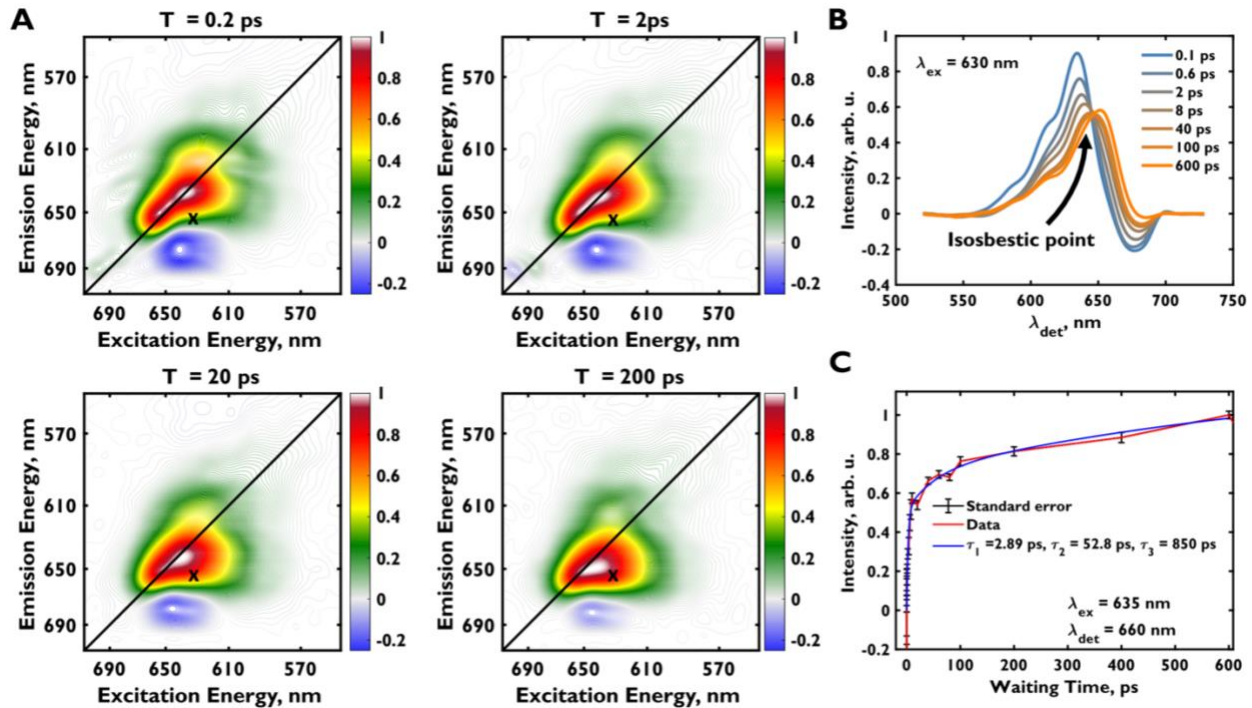 A
T = 0.2 ps
Emission Energy, nm
570
610
650
690
690 650 610 570
Excitation Energy, nm
1
0.8
0.6
0.4
0.2
0
-0.2
T = 2ps
Emission Energy, nm
570
610
650
690
690 650 610 570
Excitation Energy, nm
1
0.8
0.6
0.4
0.2
0
-0.2
X
X
B
Intensity, arb. u.
1
0.8
0.6
0.4
0.2
0
-0.2
-0.4
λex = 630 nm
0.1 ps
0.6 ps
2 ps
8 ps
40 ps
100 ps
600 ps
Isosbestic point
500 550 600 650 700 750
λdet, nm
T = 20 ps
Emission Energy, nm
570
610
650
690
690 650 610 570
Excitation Energy, nm
1
0.8
0.6
0.4
0.2
0
-0.2
T = 200 ps
Emission Energy, nm
570
610
650
690
690 650 610 570
Excitation Energy, nm
1
0.8
0.6
0.4
0.2
0
-0.2
X
X
C
Intensity, arb. u.
1
0.8
0.6
0.4
0.2
0
-0.2
Standard error
Data
τ1 =2.89 ps, τ2 = 52.8 ps, τ3 = 850 ps
λex = 635 nm
λdet = 660 nm
0 100 200 300 400 500 600
Waiting Time, ps